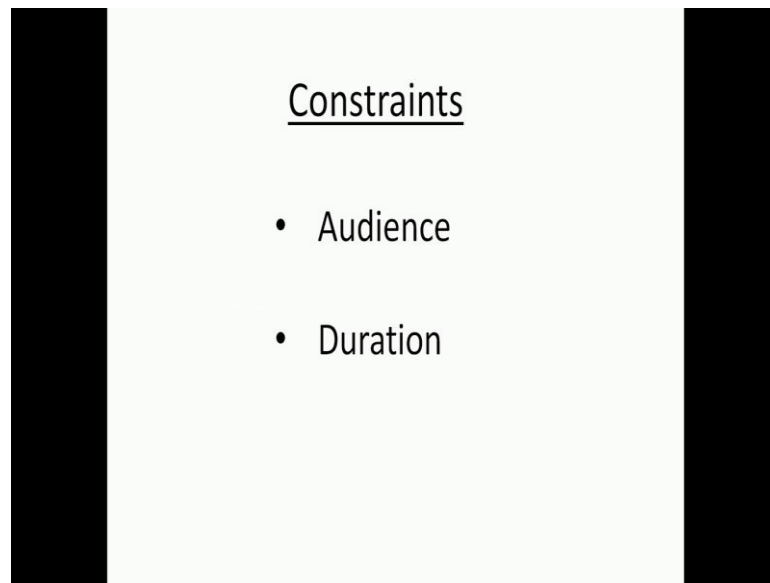 Constraints
• Audience
• Duration